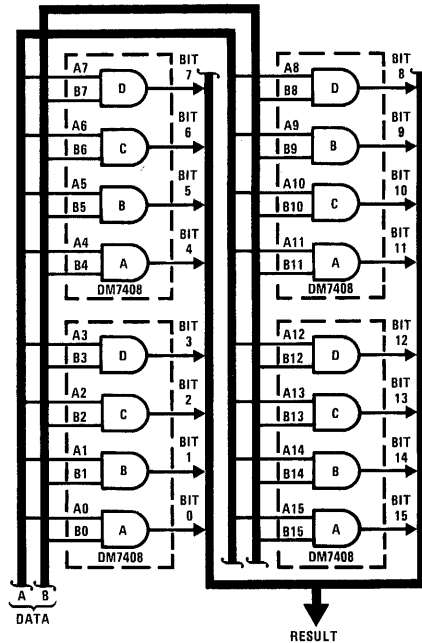 BIT
A7 D 7
B7
A6 BIT
C 6
B6
A5 BIT
B 5
B5
A4 BIT
A 4
B4
DM7408
A3 BIT
D 3
B3
A2 BIT
C 2
B2
A1 BIT
B 1
B1
A0 BIT
A 0
B0
DM7408
BIT
A8 D 8
B8
A9 BIT
B 9
B9
A10 BIT
C 10
B10
A11 BIT
A 11
B11
DM7408
A12 BIT
D 12
B12
A13 BIT
C 13
B13
A14 BIT
B 14
B14
A15 BIT
A 15
B15
DM7408
A B
DATA
RESULT